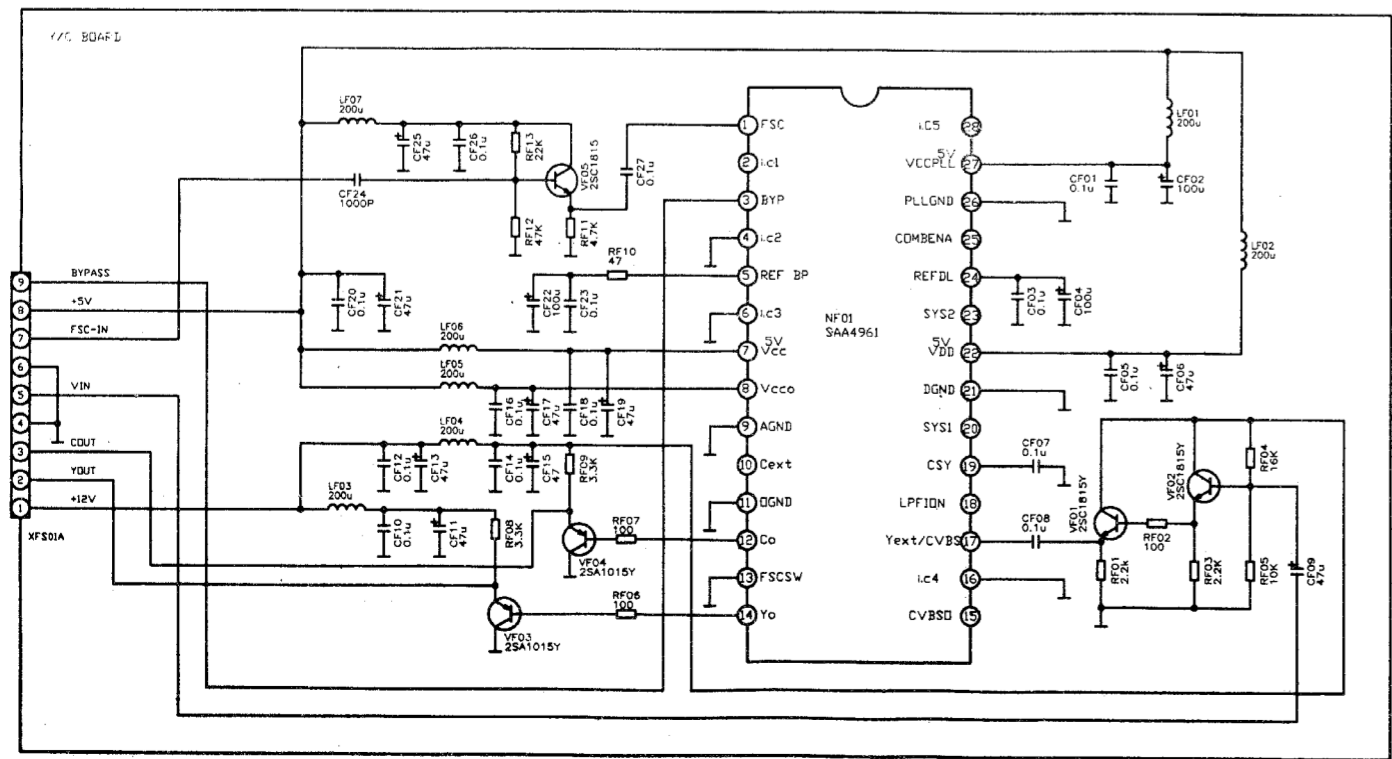 Y/C BOARD
LF07
200u
CF25
47u
CF26
0.1u
RF13
22K
VF05
2SC1815
CF27
0.1u
CF24
1000P
RF12
47K
RF11
4.7K
RF10
47
CF20
0.1u
CF21
47u
CF22
100u
CF23
0.1u
LF06
200u
LF05
200u
CF16
0.1u
CF17
47u
CF18
0.1u
CF19
47u
LF04
200u
CF12
0.1u
CF13
47u
CF14
0.1u
CF15
47
RF09
3.3K
LF03
200u
CF10
0.1u
CF11
47u
RF08
3.3K
RF07
100
VF04
2SA1015Y
RF06
100
VF03
2SA1015Y
9 BYPASS
8 +5V
7 FSC-IN
6
5 VIN
4
3 COUT
2 YOUT
1 +12V
XFS01A
NF01
SAA4961
1 FSC
2 i.c1
3 BYP
4 i.c2
5 REF BP
6 i.c3
5V
7 Vcc
8 Vcco
9 AGND
10 Cext
11 OGND
12 Co
13 FSCSW
14 Yo
i.C5 28
5V
VCCPLL 27
PLLGND 26
COMBENA 25
REFDL 24
SYS2 23
5V
VDD 22
DGND 21
SYS1 20
CSY 19
LPFION 18
Yext/CVBS 17
i.c4 16
CVBSO 15
LF01
200u
CF01
0.1u
CF02
100u
LF02
200u
CF03
0.1u
CF04
100u
CF05
0.1u
CF06
47u
CF07
0.1u
CF08
0.1u
VF01
2SC1815Y
VF02
2SC1815Y
RF04
16K
RF02
100
RF01
2.2k
RF03
2.2K
RF05
10K
CF09
47u